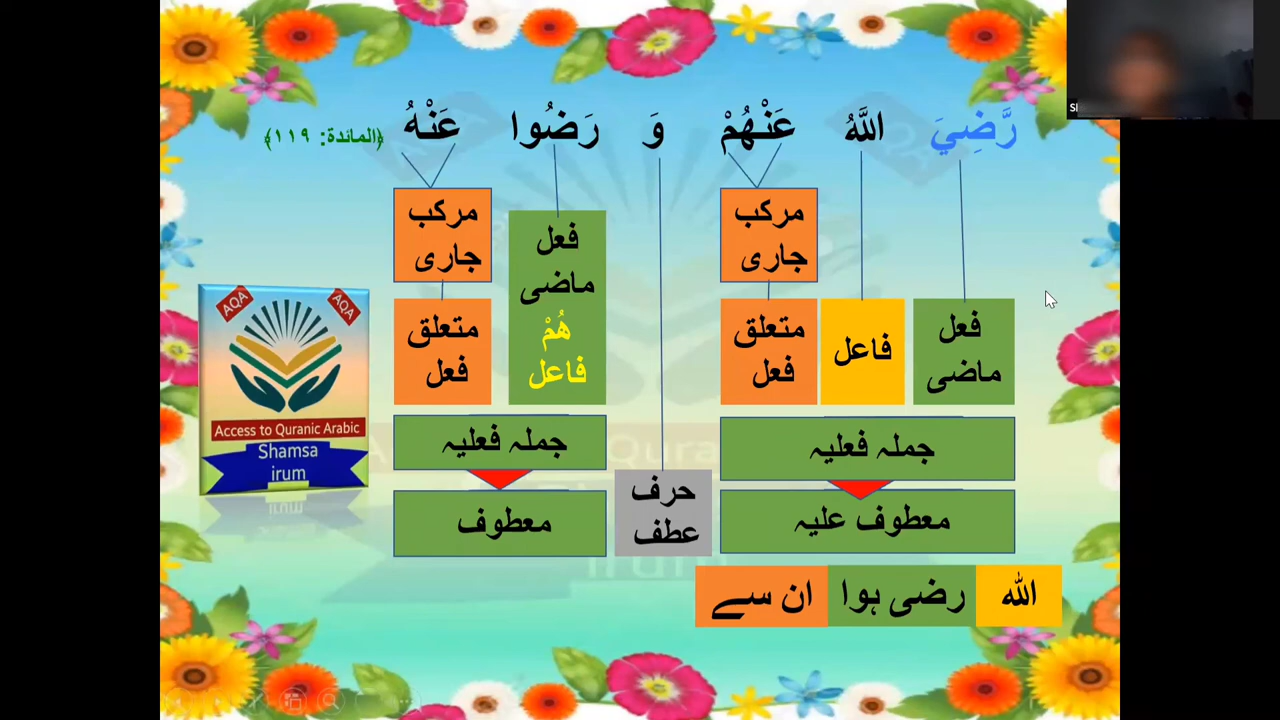 رَّضِيَ اللَّهُ عَنْهُمْ وَ رَضُوا عَنْهُ ﴿المائدة: ١١٩﴾
مرکب جاری
فعل ماضی
هُمْ فاعل
مرکب جاری
متعلق فعل
فاعل
فعل ماضی
متعلق فعل
جملہ فعلیہ
جملہ فعلیہ
معطوف علیہ
حرف عطف
معطوف
الله رضی ہوا ان سے
AQA
AQA
Access to Quranic Arabic
Shamsa
irum